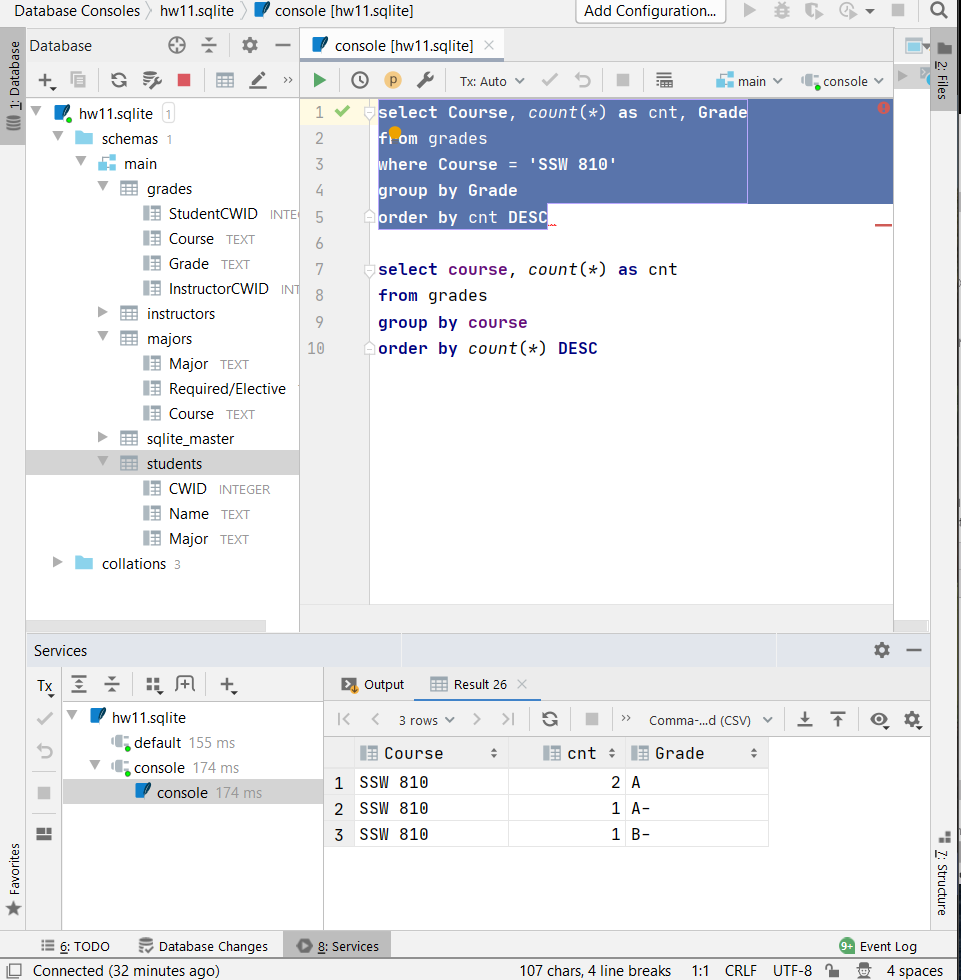 Database Consoles hw11.sqlite console [hw11.sqlite] Add Configuration...
Database
console [hw11.sqlite]
1: Database
2: Files
Tx: Auto main console
hw11.sqlite 1
schemas 1
main
grades
StudentCWID INTE
Course TEXT
Grade TEXT
InstructorCWID INT
instructors
majors
Major TEXT
Required/Elective
Course TEXT
sqlite_master
students
CWID INTEGER
Name TEXT
Major TEXT
collations 3
1 select Course, count(*) as cnt, Grade
2 from grades
3 where Course = 'SSW 810'
4 group by Grade
5 order by cnt DESC
6
7 select course, count(*) as cnt
8 from grades
9 group by course
10 order by count(*) DESC
Services
Tx
hw11.sqlite
default 155 ms
console 174 ms
console 174 ms
Output Result 26
3 rows Comma-...d (CSV)
Course cnt Grade
1 SSW 810 2 A
2 SSW 810 1 A-
3 SSW 810 1 B-
Favorites
7: Structure
6: TODO Database Changes 8: Services 9+ Event Log
Connected (32 minutes ago) 107 chars, 4 line breaks 1:1 CRLF UTF-8 4 spaces